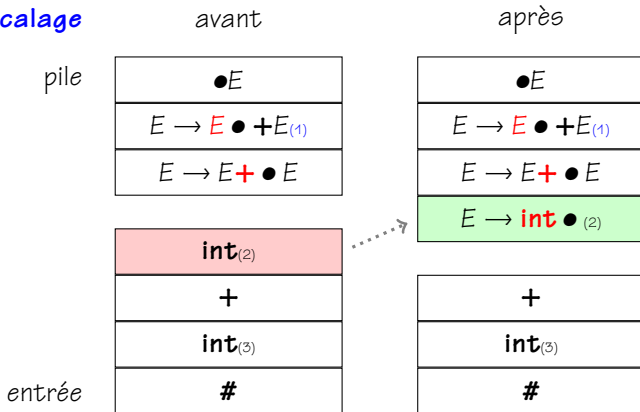 calage avant après
pile ●E ●E
E → E ● +E(1) E → E ● +E(1)
E → E+ ● E E → E+ ● E
E → int ● (2)
int(2)
+ +
int(3) int(3)
entrée # #